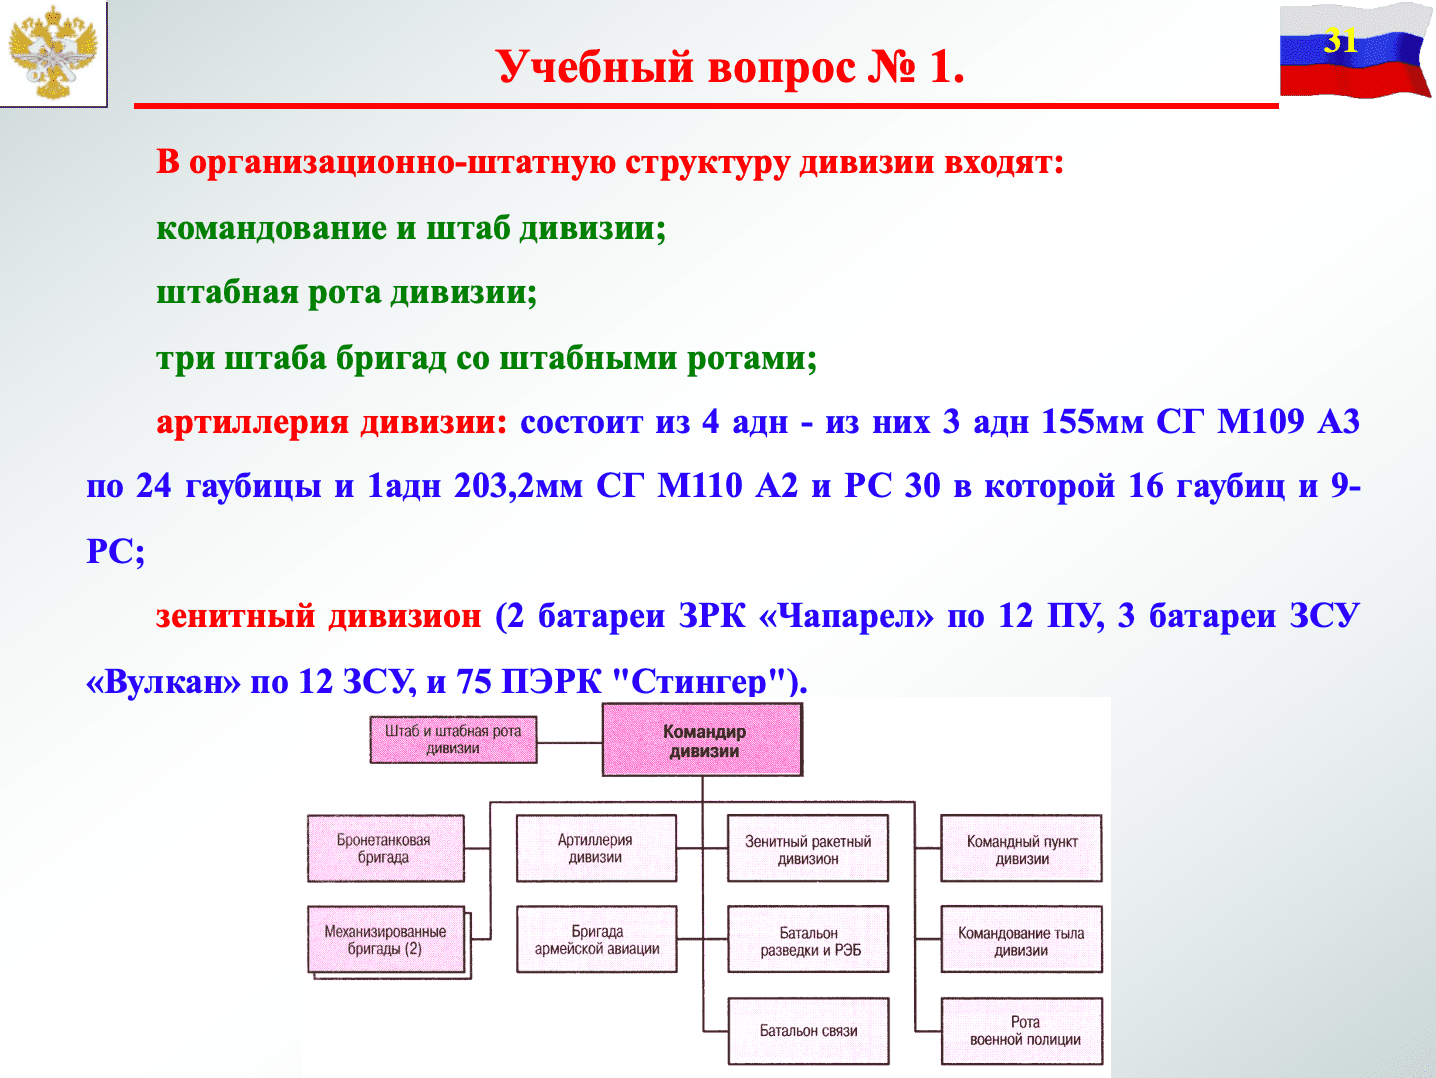 31
Учебный вопрос № 1.
В организационно-штатную структуру дивизии входят:
командование и штаб дивизии;
штабная рота дивизии;
три штаба бригад со штабными ротами;
артиллерия дивизии: состоит из 4 адн - из них 3 адн 155мм СГ М109 А3
по 24 гаубицы и 1адн 203,2мм СГ М110 А2 и РС 30 в которой 16 гаубиц и 9-
РС;
зенитный дивизион (2 батареи ЗРК «Чапарел» по 12 ПУ, 3 батареи ЗСУ
«Вулкан» по 12 ЗСУ, и 75 ПЭРК "Стингер").
Штаб и штабная рота
дивизии
Командир
дивизии
Бронетанковая
бригада
Артиллерия
дивизии
Зенитный ракетный
дивизион
Командный пункт
дивизии
Механизированные
бригады (2)
Бригада
армейской авиации
Батальон
разведки и РЭБ
Командование тыла
дивизии
Батальон связи
Рота
военной полиции